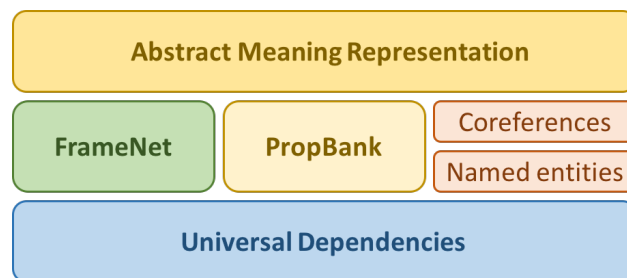 Abstract Meaning Representation
FrameNet
PropBank
Coreferences
Named entities
Universal Dependencies